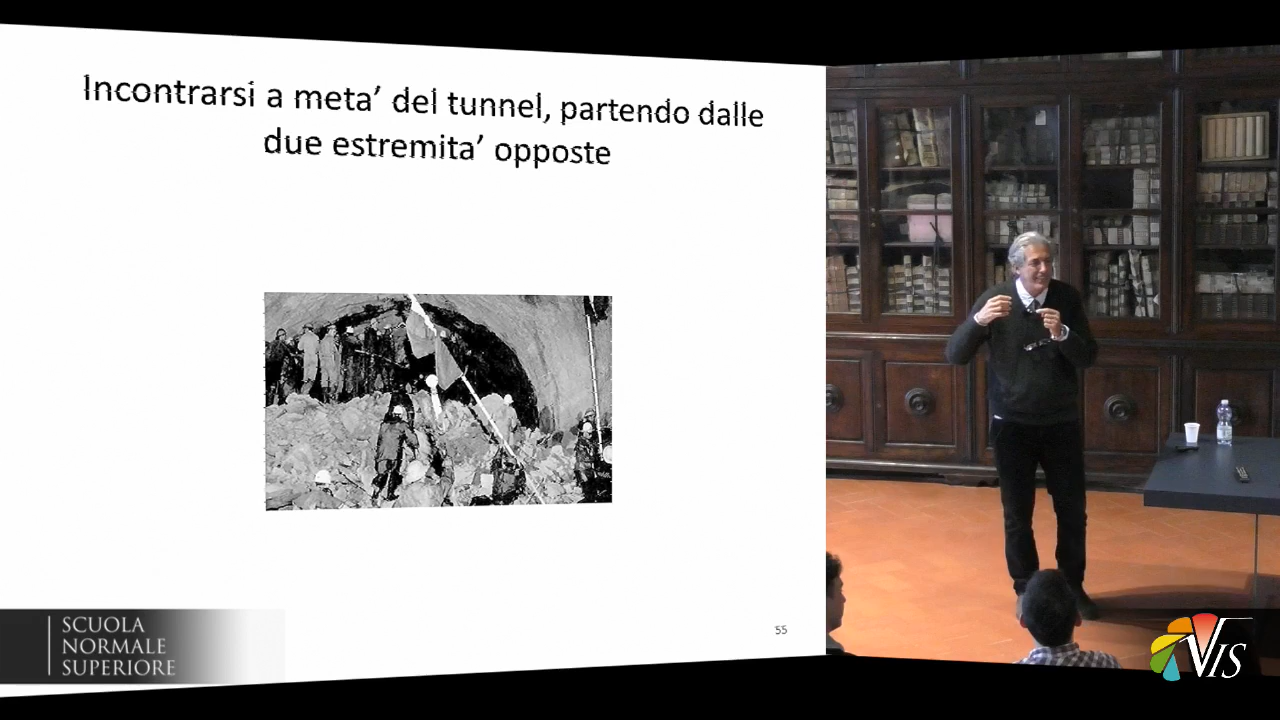 Incontrarsi a meta’ del tunnel, partendo dalle
due estremita’ opposte
SCUOLA
NORMALE
SUPERIORE
55
VIS